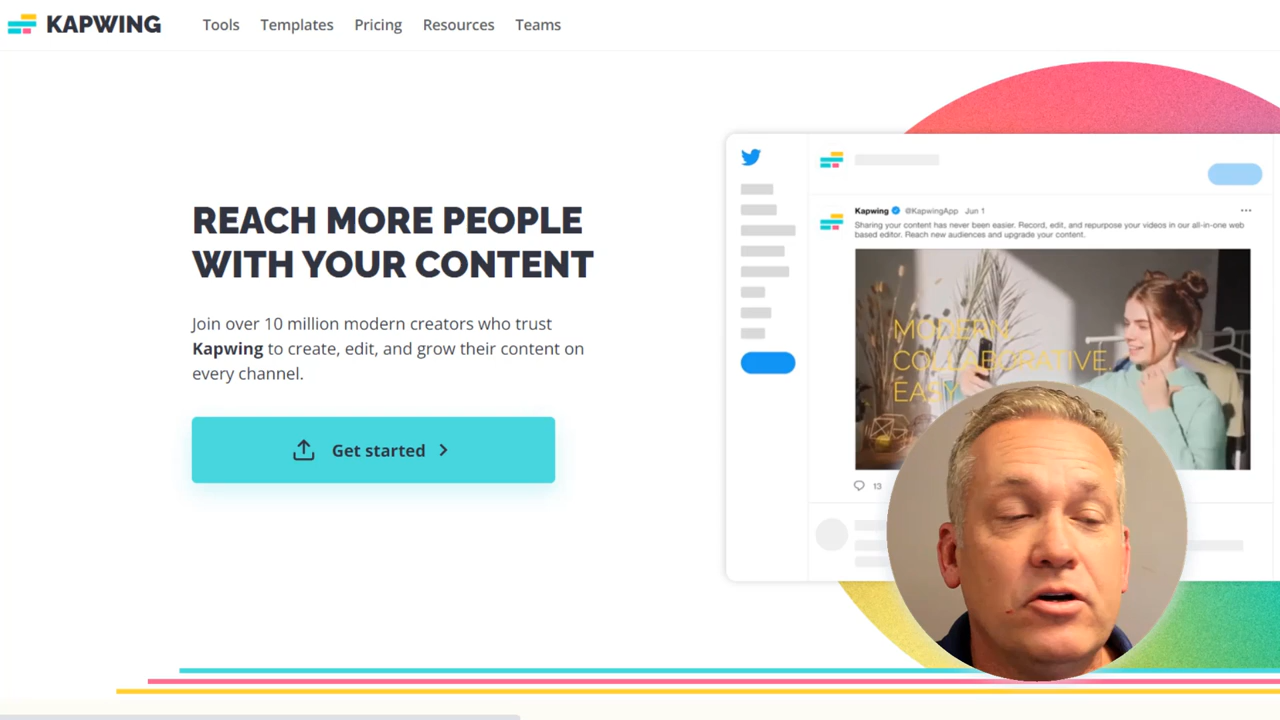 KAPWING
Tools
Templates
Pricing
Resources
Teams
REACH MORE PEOPLE
WITH YOUR CONTENT
Join over 10 million modern creators who trust
Kapwing to create, edit, and grow their content on
every channel.
Get started
Kapwing @KapwingApp Jun 1
Sharing your content has never been easier. Record, edit, and repurpose your videos in our all-in-one web
based editor. Reach new audiences and upgrade your content.
MODERN
COLLABORATIVE.
EASY
13